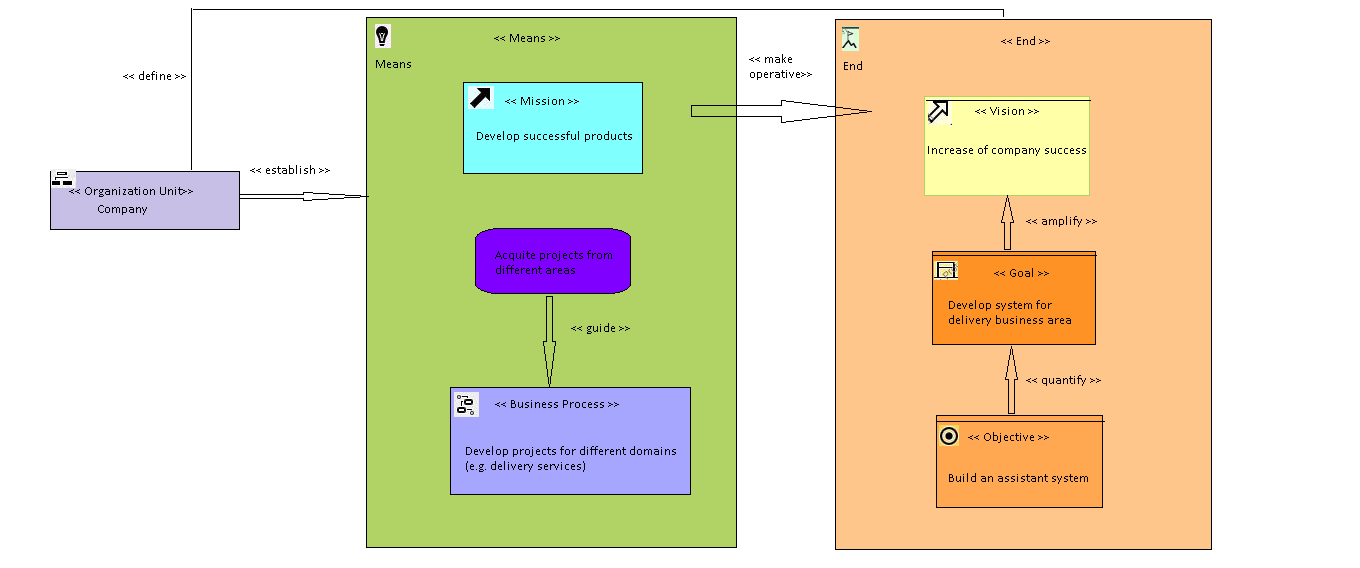 << define >>
<< Organization Unit>>
Company
<< establish >>
<< Means >>
Means
<< Mission >>
Develop successful products
Acquite projects from
different areas
<< guide >>
<< Business Process >>
Develop projects for different domains
(e.g. delivery services)
<< make
operative>>
<< End >>
End
<< Vision >>
Increase of company success
<< amplify >>
<< Goal >>
Develop system for
delivery business area
<< quantify >>
<< Objective >>
Build an assistant system